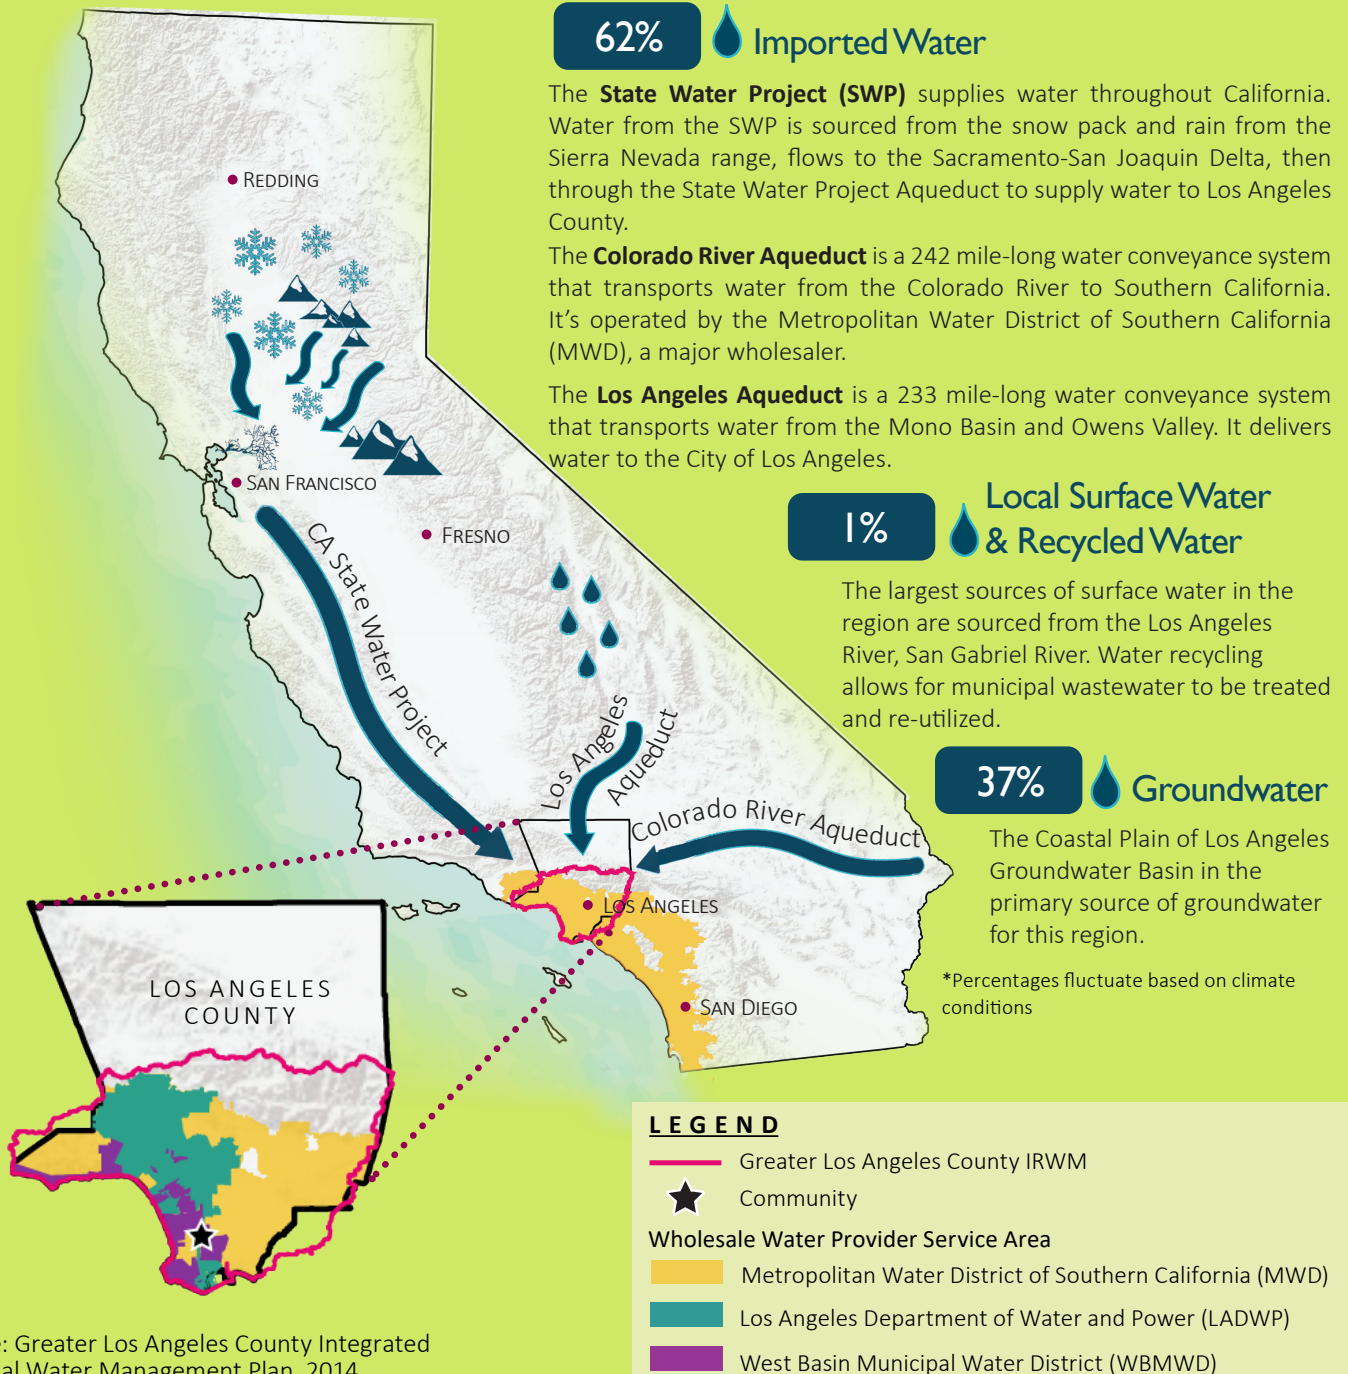 62%
Imported Water
The State Water Project (SWP) supplies water throughout California.
Water from the SWP is sourced from the snow pack and rain from the
Sierra Nevada range, flows to the Sacramento-San Joaquin Delta, then
through the State Water Project Aqueduct to supply water to Los Angeles
County.
The Colorado River Aqueduct is a 242 mile-long water conveyance system
that transports water from the Colorado River to Southern California.
It's operated by the Metropolitan Water District of Southern California
(MWD), a major wholesaler.
The Los Angeles Aqueduct is a 233 mile-long water conveyance system
that transports water from the Mono Basin and Owens Valley. It delivers
water to the City of Los Angeles.
1%
Local Surface Water
& Recycled Water
The largest sources of surface water in the
region are sourced from the Los Angeles
River, San Gabriel River. Water recycling
allows for municipal wastewater to be treated
and re-utilized.
37%
Groundwater
The Coastal Plain of Los Angeles
Groundwater Basin in the
primary source of groundwater
for this region.
*Percentages fluctuate based on climate
conditions
REDDING
SAN FRANCISCO
FRESNO
CA State Water Project
Los Angeles
Aqueduct
Colorado River Aqueduct
LOS ANGELES
SAN DIEGO
LOS ANGELES
COUNTY
LEGEND
Greater Los Angeles County IRWM
Community
Wholesale Water Provider Service Area
Metropolitan Water District of Southern California (MWD)
Los Angeles Department of Water and Power (LADWP)
West Basin Municipal Water District (WBMWD)
: Greater Los Angeles County Integrated
al Water Management Plan, 2014